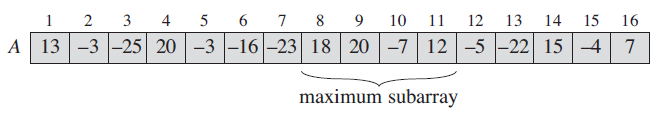 1 2 3 4 5 6 7 8 9 10 11 12 13 14 15 16
A 13 –3 –25 20 –3 –16 –23 18 20 –7 12 –5 –22 15 –4 7
maximum subarray